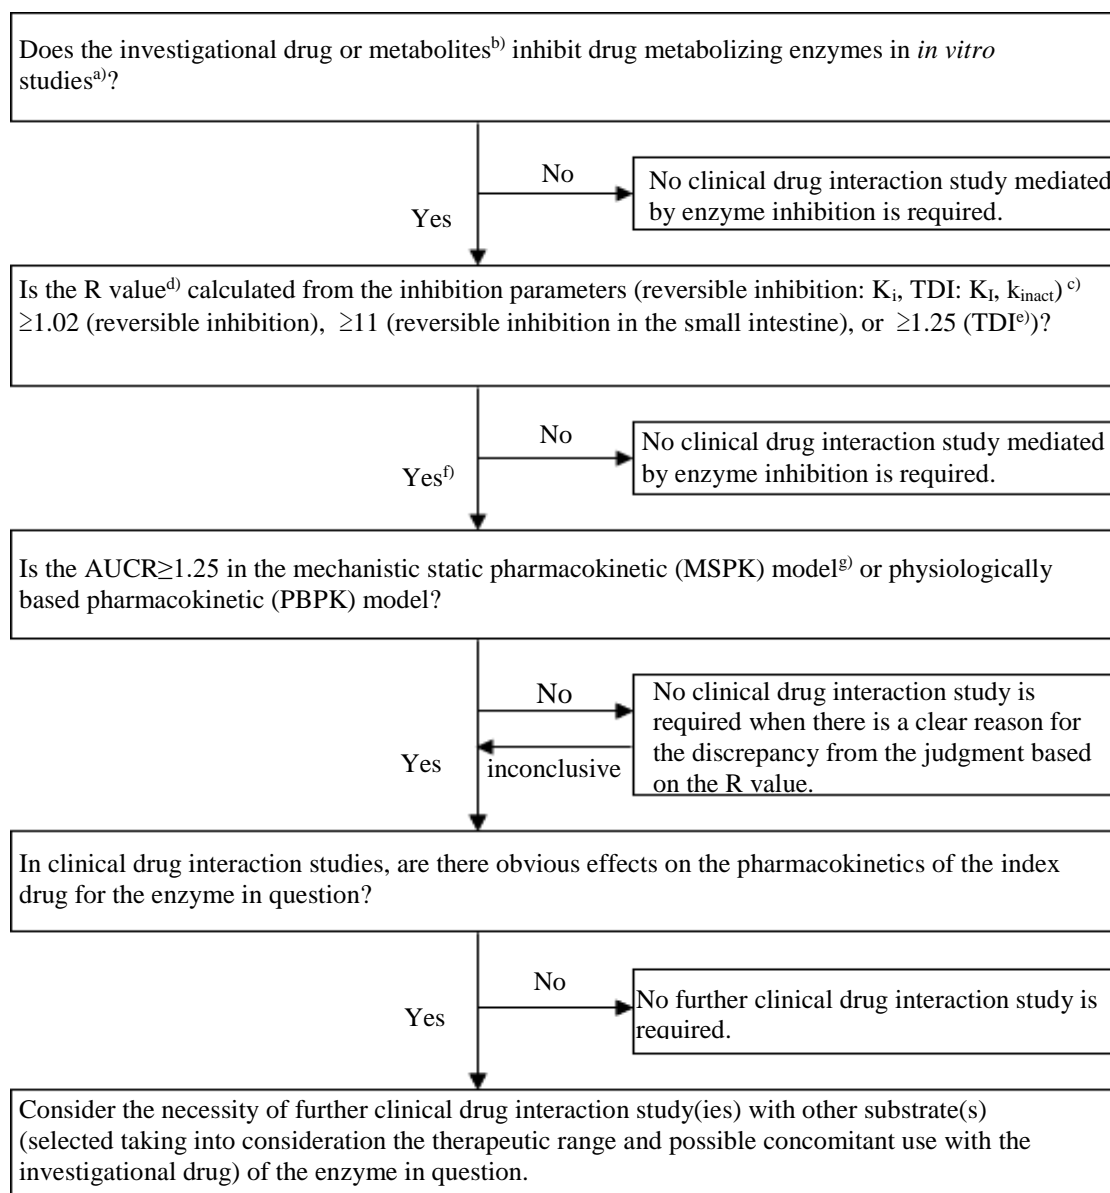 Does the investigational drug or metabolitesb) inhibit drug metabolizing enzymes in in vitro
studiesa)?
No
No clinical drug interaction study mediated
by enzyme inhibition is required.
Yes
Is the R valued) calculated from the inhibition parameters (reversible inhibition: Ki, TDI: KI, kinact) c)
≥1.02 (reversible inhibition), ≥11 (reversible inhibition in the small intestine), or ≥1.25 (TDIe))?
No
No clinical drug interaction study mediated
by enzyme inhibition is required.
Yesf)
Is the AUCR≥1.25 in the mechanistic static pharmacokinetic (MSPK) modelg) or physiologically
based pharmacokinetic (PBPK) model?
No
No clinical drug interaction study is
required when there is a clear reason for
the discrepancy from the judgment based
on the R value.
Yes
inconclusive
In clinical drug interaction studies, are there obvious effects on the pharmacokinetics of the index
drug for the enzyme in question?
No
No further clinical drug interaction study is
required.
Yes
Consider the necessity of further clinical drug interaction study(ies) with other substrate(s)
(selected taking into consideration the therapeutic range and possible concomitant use with the
investigational drug) of the enzyme in question.